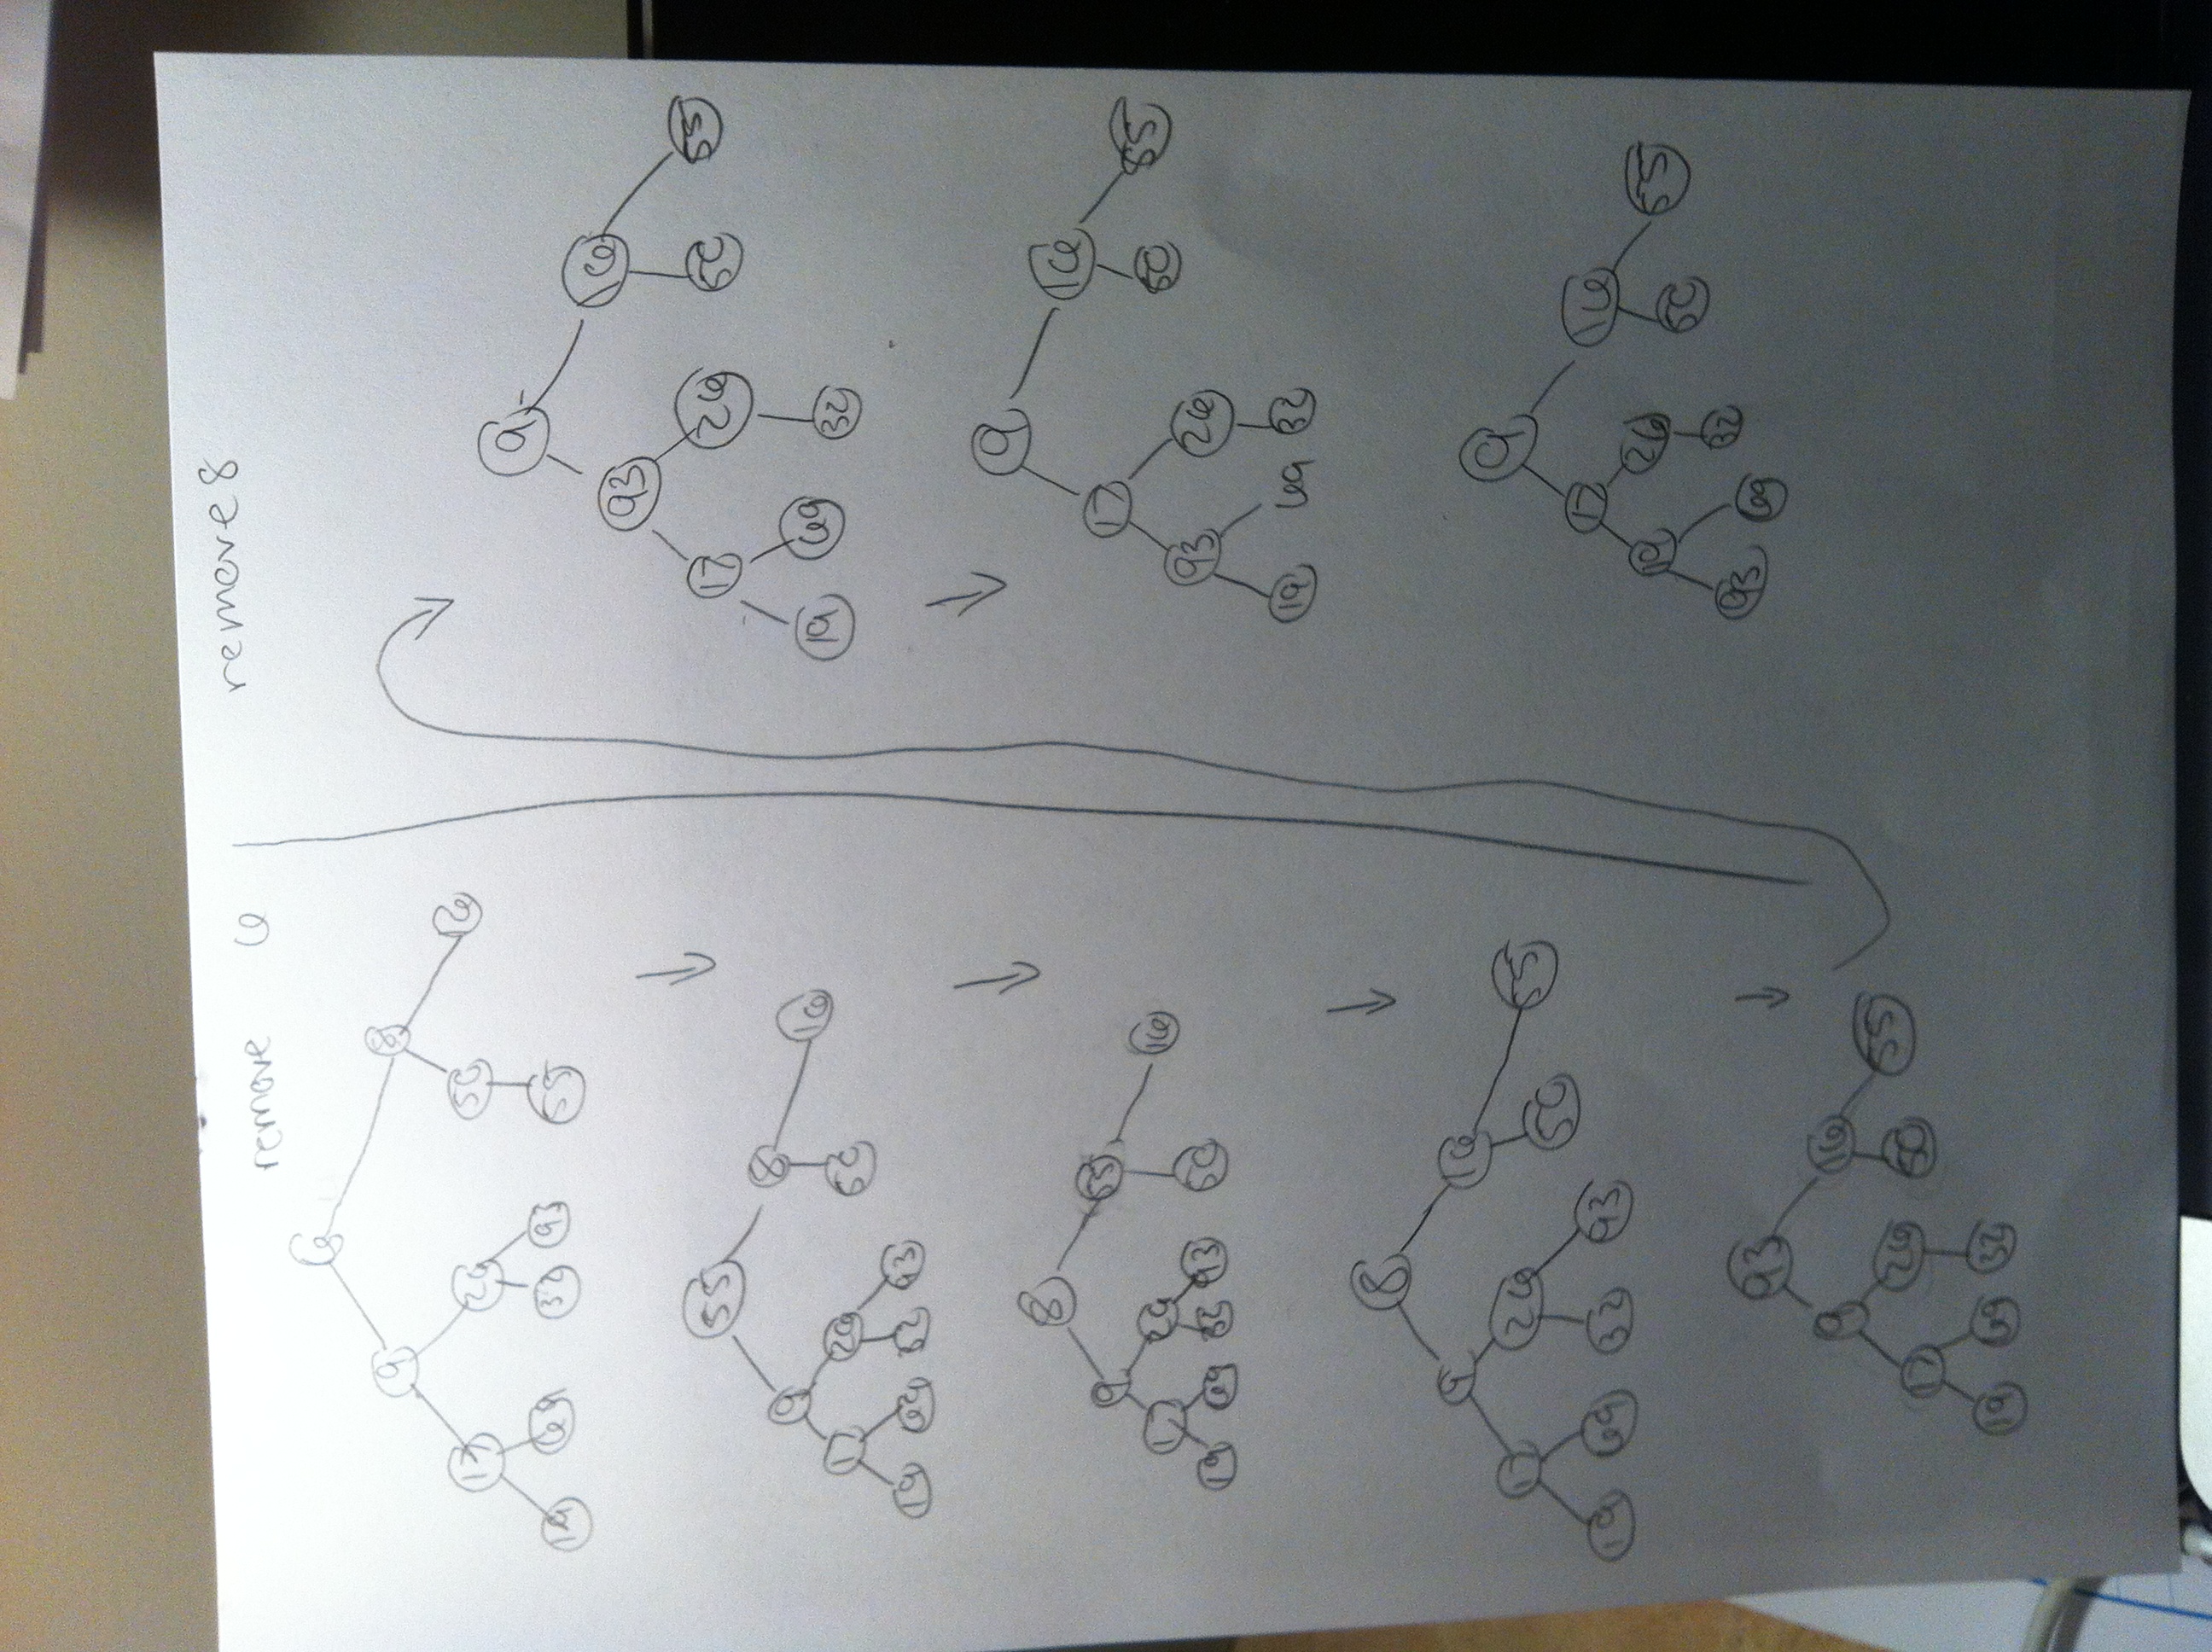 remove 6
6
9 8
17 26 50 16
19 69 32 93 55
55
9 8 16
17 26 50
19 69 32 93
8
9 55
17 26 16
19 69 32 93 50
8
9 16
17 26 50 55
19 69 32 93
93
9 16
17 26 50 55
19 69 32
remove 8
9
93 16
17 26 50 55
19 69 32
9
17 16
93 26 50 55
19 69 32
9
17 16
19 26 50 55
93 69 32